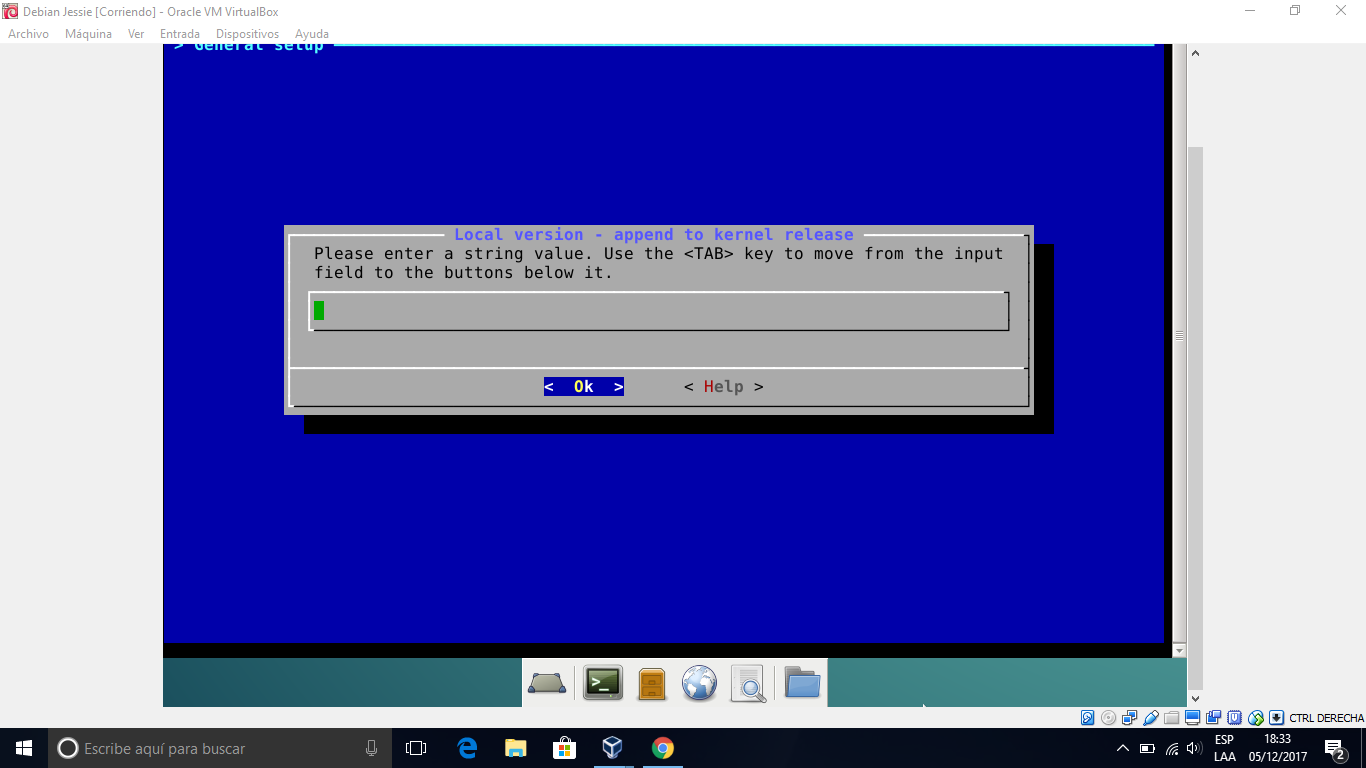 Debian Jessie [Corriendo] - Oracle VM VirtualBox
Archivo Máquina Ver Entrada Dispositivos Ayuda
> General setup
Local version - append to kernel release
Please enter a string value. Use the <TAB> key to move from the input
field to the buttons below it.
< Ok > < Help >
>_
CTRL DERECHA
Escribe aquí para buscar
ESP
LAA
18:33
05/12/2017
2